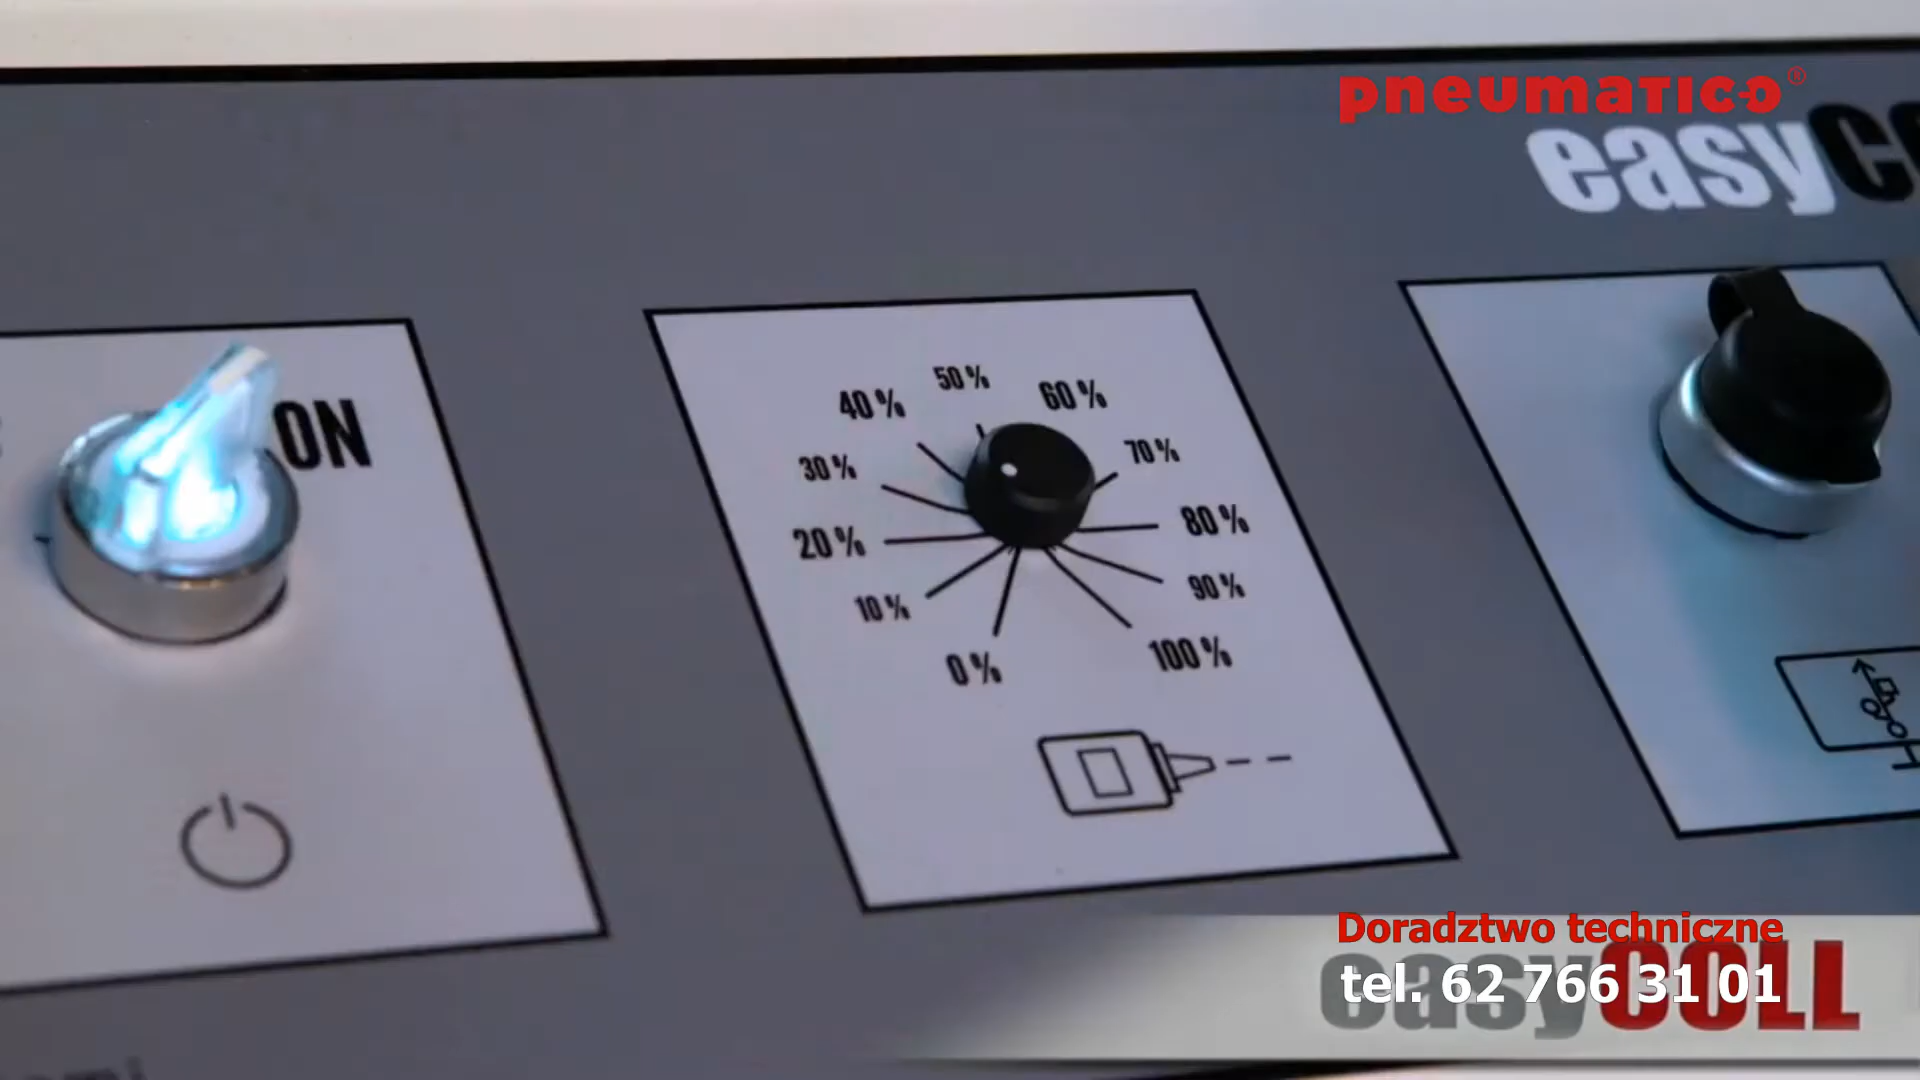 pneumatico®
easyCO
ON
50%
40%
60%
30%
70%
20%
80%
10%
90%
0%
100%
Doradztwo techniczne
tel. 62 766 31 01
easyCOLL